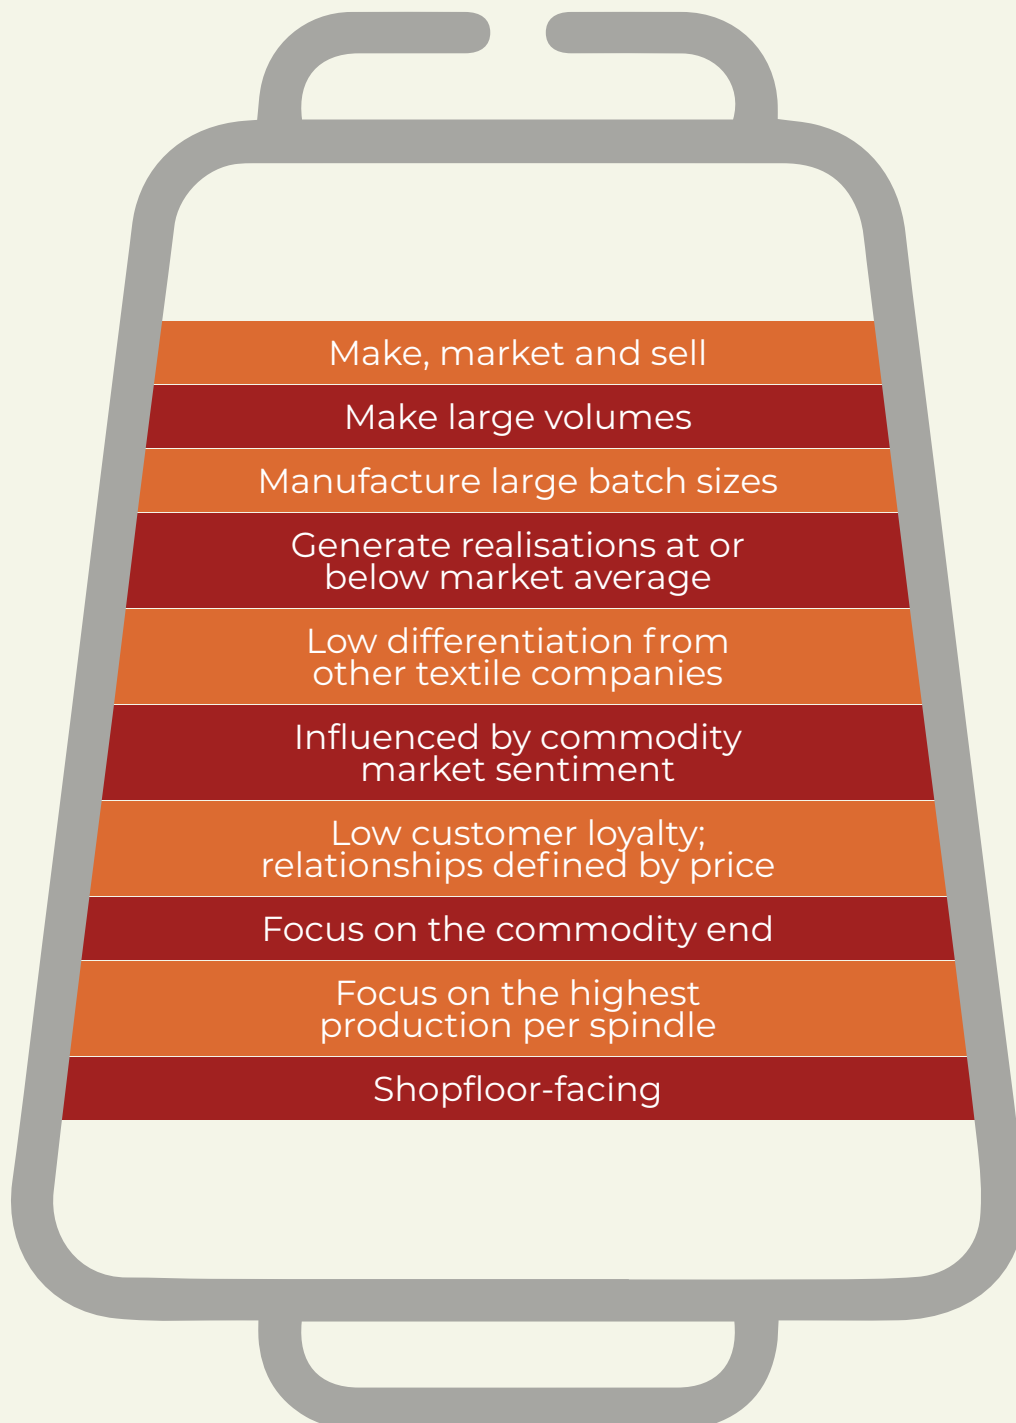 Make, market and sell
Make large volumes
Manufacture large batch sizes
Generate realisations at or
below market average
Low differentiation from
other textile companies
Influenced by commodity
market sentiment
Low customer loyalty;
relationships defined by price
Focus on the commodity end
Focus on the highest
production per spindle
Shopfloor-facing